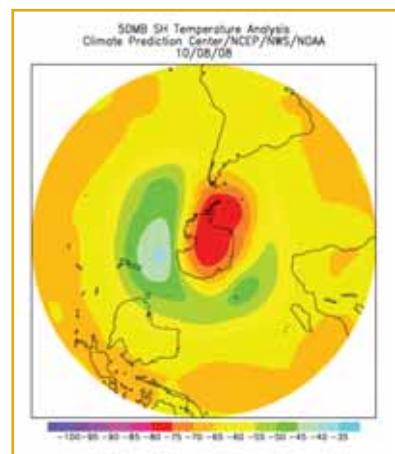 50MB SH Temperature Analysis
Climate Prediction Center/NCEP/NWS/NOAA
10/08/08
-100-95 -90 -85 -80 -75 -70 -65 -60 -55 -50 -45 -40 -35